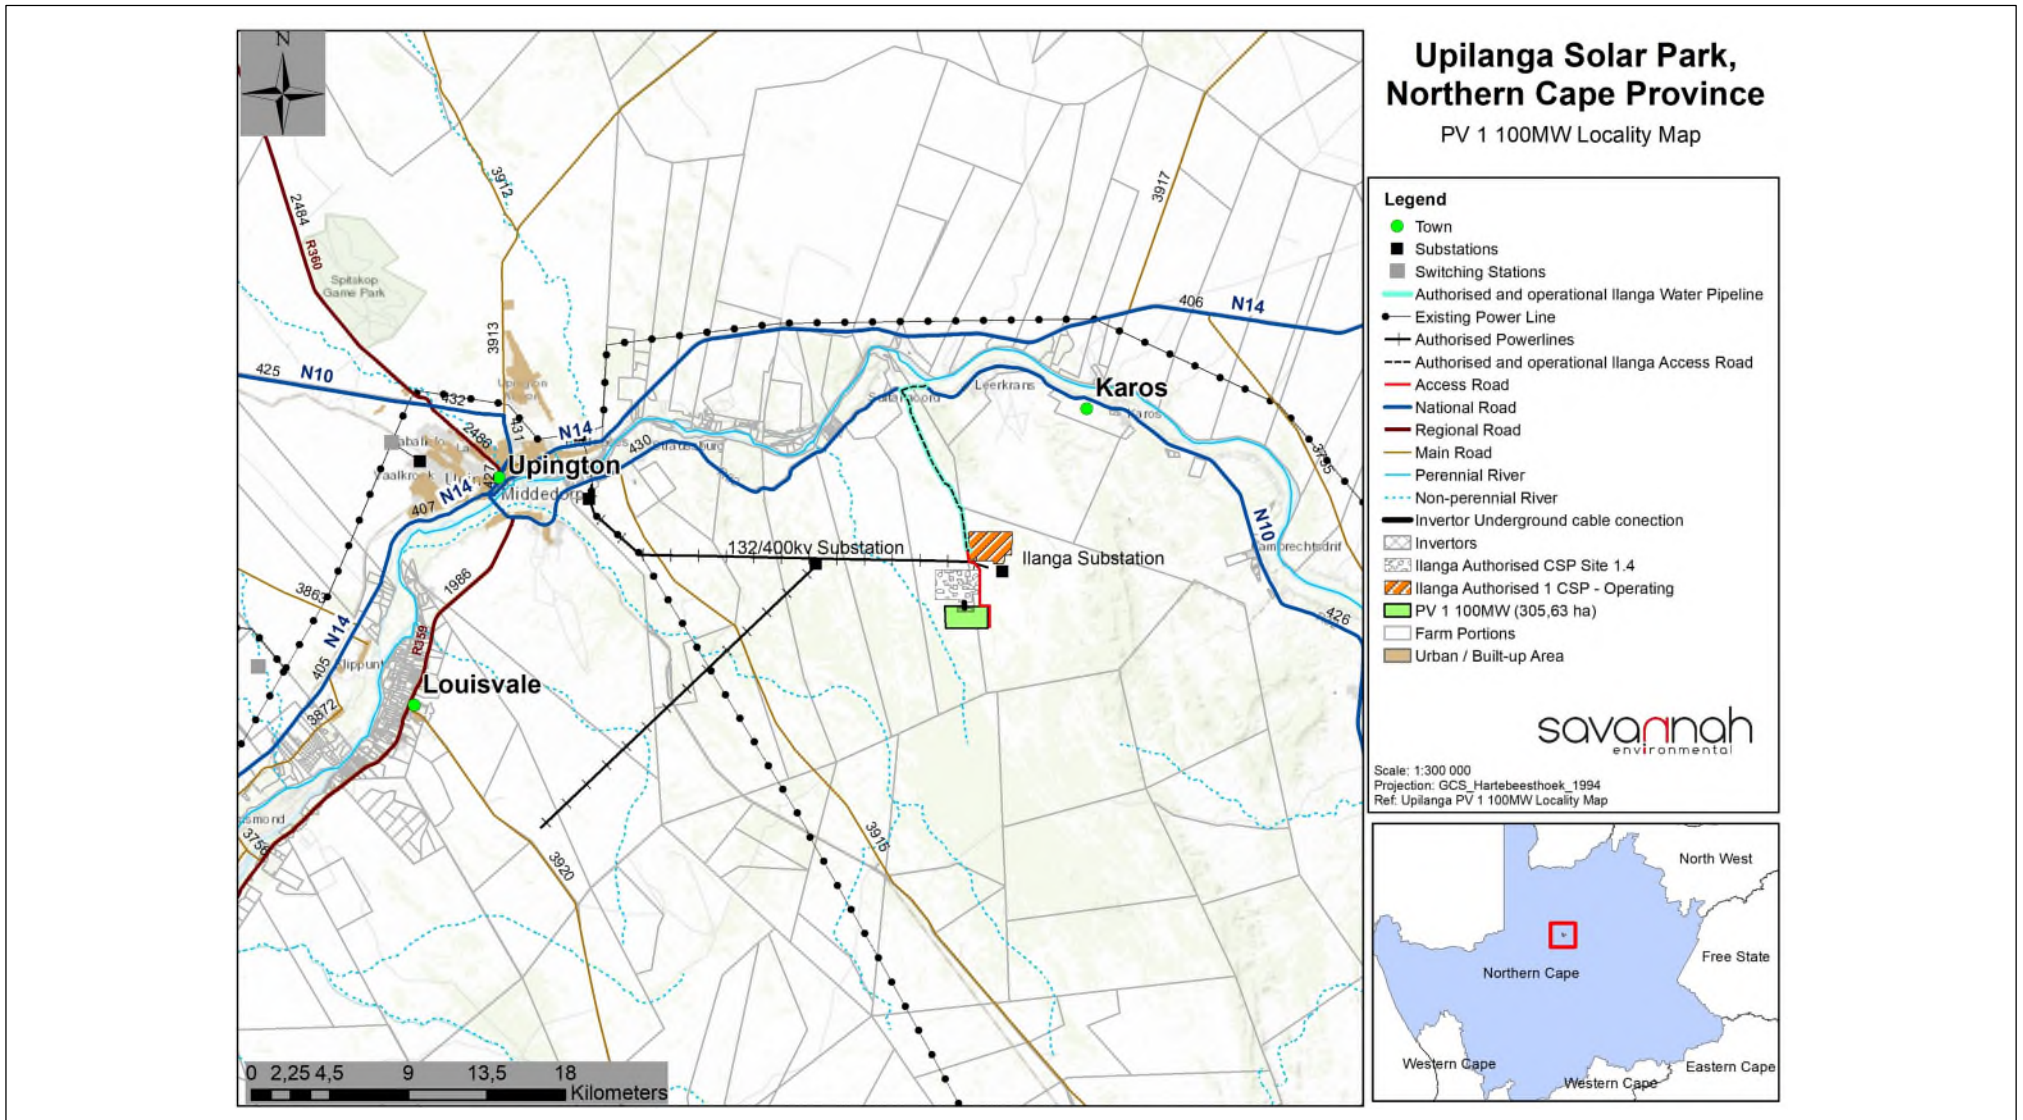 Upilanga Solar Park,
Northern Cape Province
PV 1 100MW Locality Map
Legend
Town
Substations
Switching Stations
Authorised and operational Ilanga Water Pipeline
Existing Power Line
Authorised Powerlines
Authorised and operational Ilanga Access Road
Access Road
National Road
Regional Road
Main Road
Perennial River
Non-perennial River
Invertor Underground cable conection
Invertors
Ilanga Authorised CSP Site 1.4
Ilanga Authorised 1 CSP - Operating
PV 1 100MW (305,63 ha)
Farm Portions
Urban / Built-up Area
savannah
environmental
Scale: 1:300 000
Projection: GCS_Hartebeesthoek_1994
Ref: Upilanga PV 1 100MW Locality Map
North West
Free State
Northern Cape
Western Cape
Western Cape
Eastern Cape
N
2484
R360
Spitskop
Game Park
3912
3913
3917
406
N14
425
N10
432
2486
431
N14
430
Leerkrans
Karos
Karos
Upington
427
Middedorp
N14
407
132/400kv Substation
Ilanga Substation
N10
426
3863
1986
N14
405
R359
Louisvale
3872
3756
3920
3915
3795
0 2,25 4,5 9 13,5 18
Kilometers